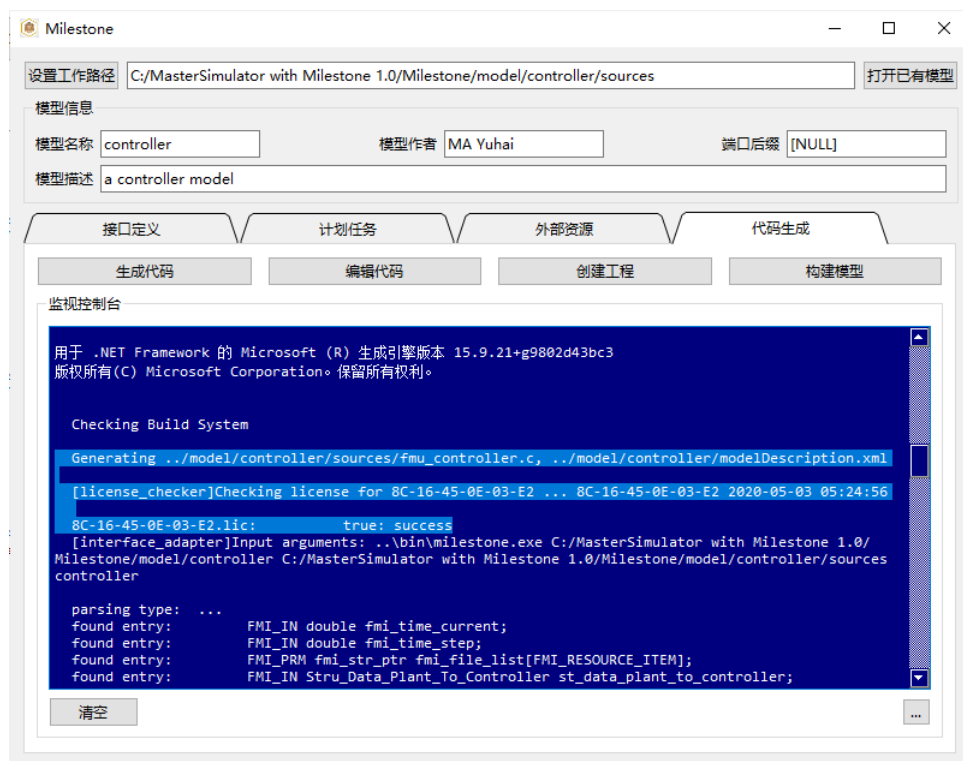 Milestone
设置工作路径 C:/MasterSimulator with Milestone 1.0/Milestone/model/controller/sources 打开已有模型
模型信息
模型名称 controller 模型作者 MA Yuhai 端口后缀 [NULL]
模型描述 a controller model
接口定义 计划任务 外部资源 代码生成
生成代码 编辑代码 创建工程 构建模型
监视控制台
用于 .NET Framework 的 Microsoft (R) 生成引擎版本 15.9.21+g9802d43bc3
版权所有(C) Microsoft Corporation。保留所有权利。
Checking Build System
Generating ../model/controller/sources/fmu_controller.c, ../model/controller/modelDescription.xml
[license_checker]Checking license for 8C-16-45-0E-03-E2 ... 8C-16-45-0E-03-E2 2020-05-03 05:24:56
8C-16-45-0E-03-E2.lic: true: success
[interface_adapter]Input arguments: ..\bin\milestone.exe C:/MasterSimulator with Milestone 1.0/
Milestone/model/controller C:/MasterSimulator with Milestone 1.0/Milestone/model/controller/sources
controller
parsing type: ...
found entry: FMI_IN double fmi_time_current;
found entry: FMI_IN double fmi_time_step;
found entry: FMI_PRM fmi_str_ptr fmi_file_list[FMI_RESOURCE_ITEM];
found entry: FMI_IN Stru_Data_Plant_To_Controller st_data_plant_to_controller;
清空 ...